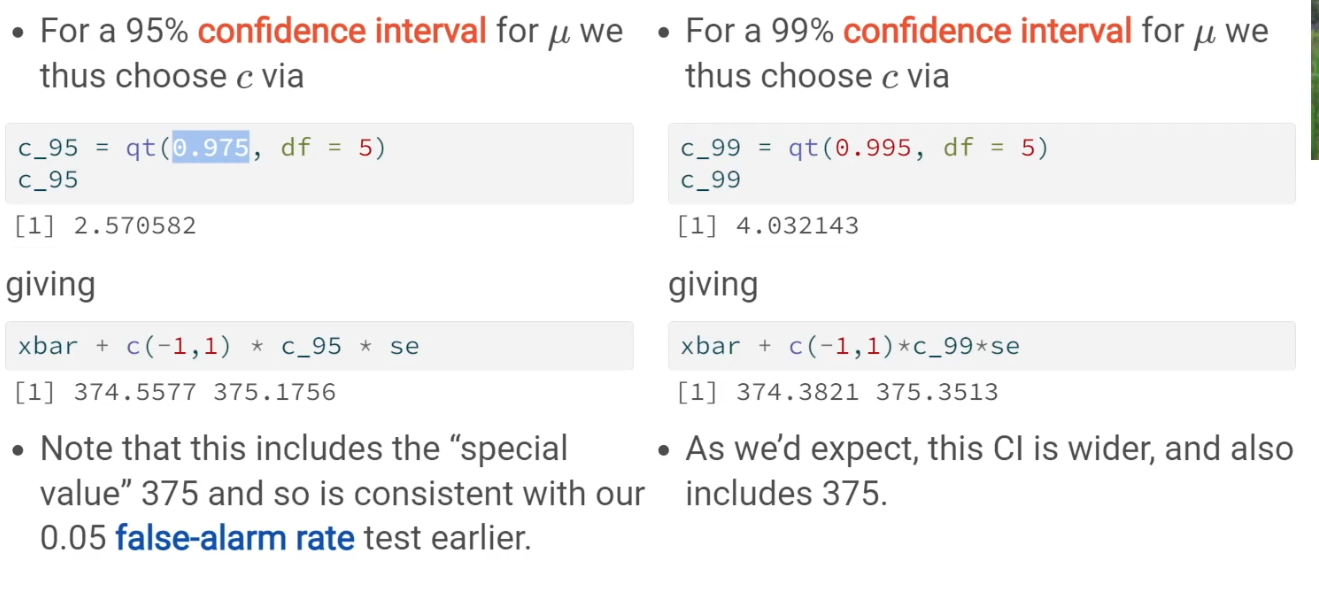 • For a 95% confidence interval for μ we
thus choose c via
c_95 = qt(0.975, df = 5)
c_95
[1] 2.570582
giving
xbar + c(-1,1) * c_95 * se
[1] 374.5577 375.1756
• Note that this includes the “special
value” 375 and so is consistent with our
0.05 false-alarm rate test earlier.
• For a 99% confidence interval for μ we
thus choose c via
c_99 = qt(0.995, df = 5)
c_99
[1] 4.032143
giving
xbar + c(-1,1)*c_99*se
[1] 374.3821 375.3513
• As we’d expect, this CI is wider, and also
includes 375.